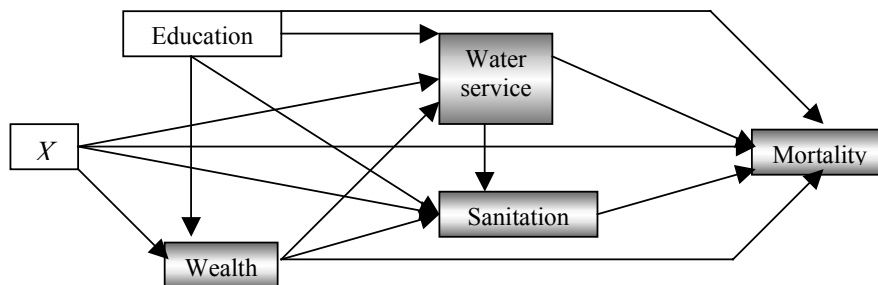 Education
Water
service
X
Mortality
Sanitation
Wealth